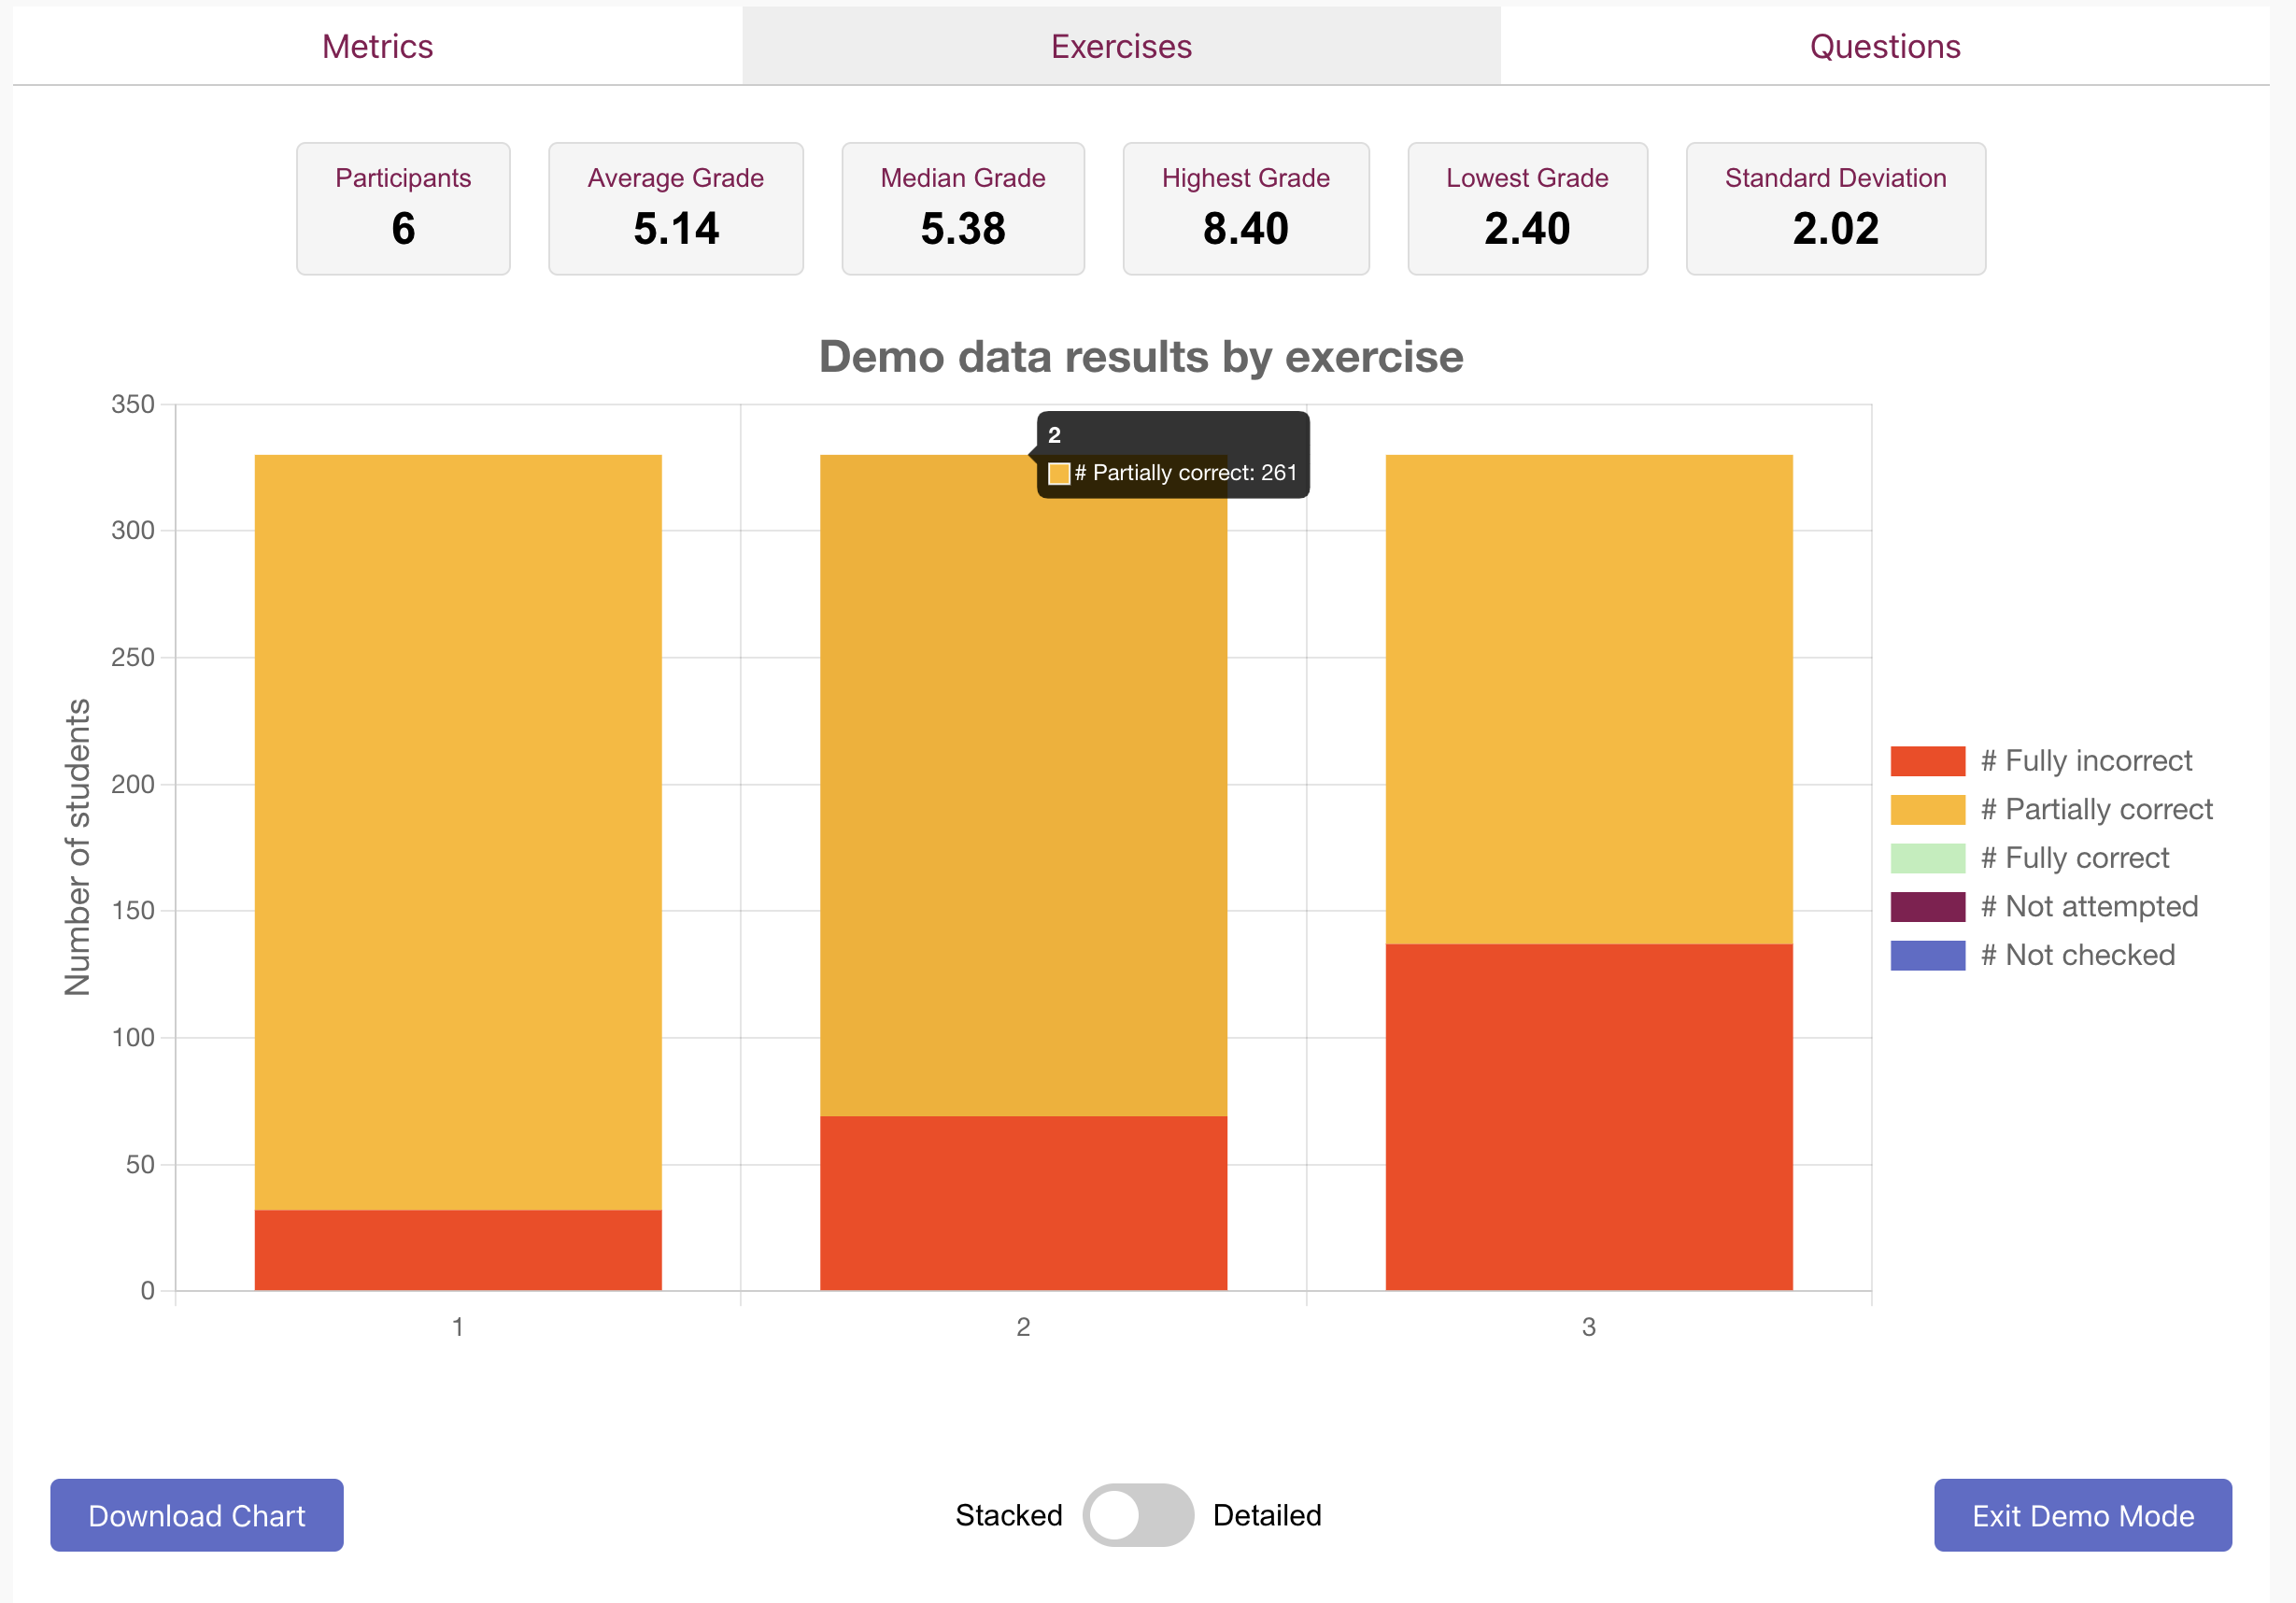 Metrics Exercises Questions
Participants Average Grade Median Grade Highest Grade Lowest Grade Standard Deviation
6 5.14 5.38 8.40 2.40 2.02
Demo data results by exercise
350
300
250
200
150
100
50
0
Number of students
2
# Partially correct: 261
# Fully incorrect
# Partially correct
# Fully correct
# Not attempted
# Not checked
1 2 3
Download Chart Stacked Detailed Exit Demo Mode